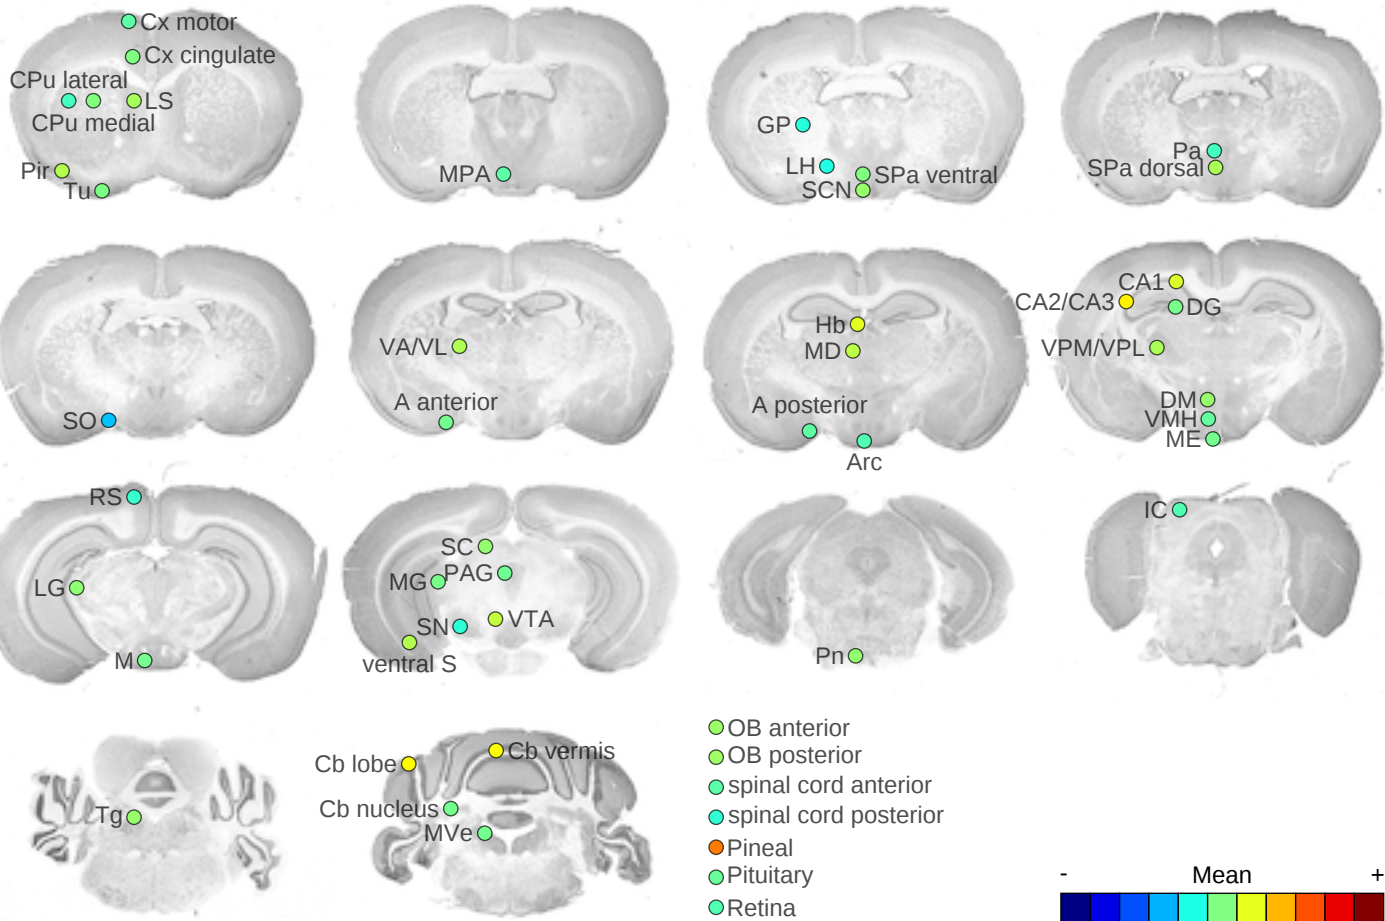 Cx motor
Cx cingulate
CPu lateral
LS
CPu medial
Pir
Tu
MPA
GP
LH
SPa ventral
SCN
Pa
SPa dorsal
SO
VA/VL
A anterior
Hb
MD
A posterior
Arc
CA1
CA2/CA3
DG
VPM/VPL
DM
VMH
ME
RS
LG
M
SC
PAG
MG
SN
VTA
ventral S
Pn
IC
Tg
Cb lobe
Cb vermis
Cb nucleus
MVe
OB anterior
OB posterior
spinal cord anterior
spinal cord posterior
Pineal
Pituitary
Retina
- Mean +